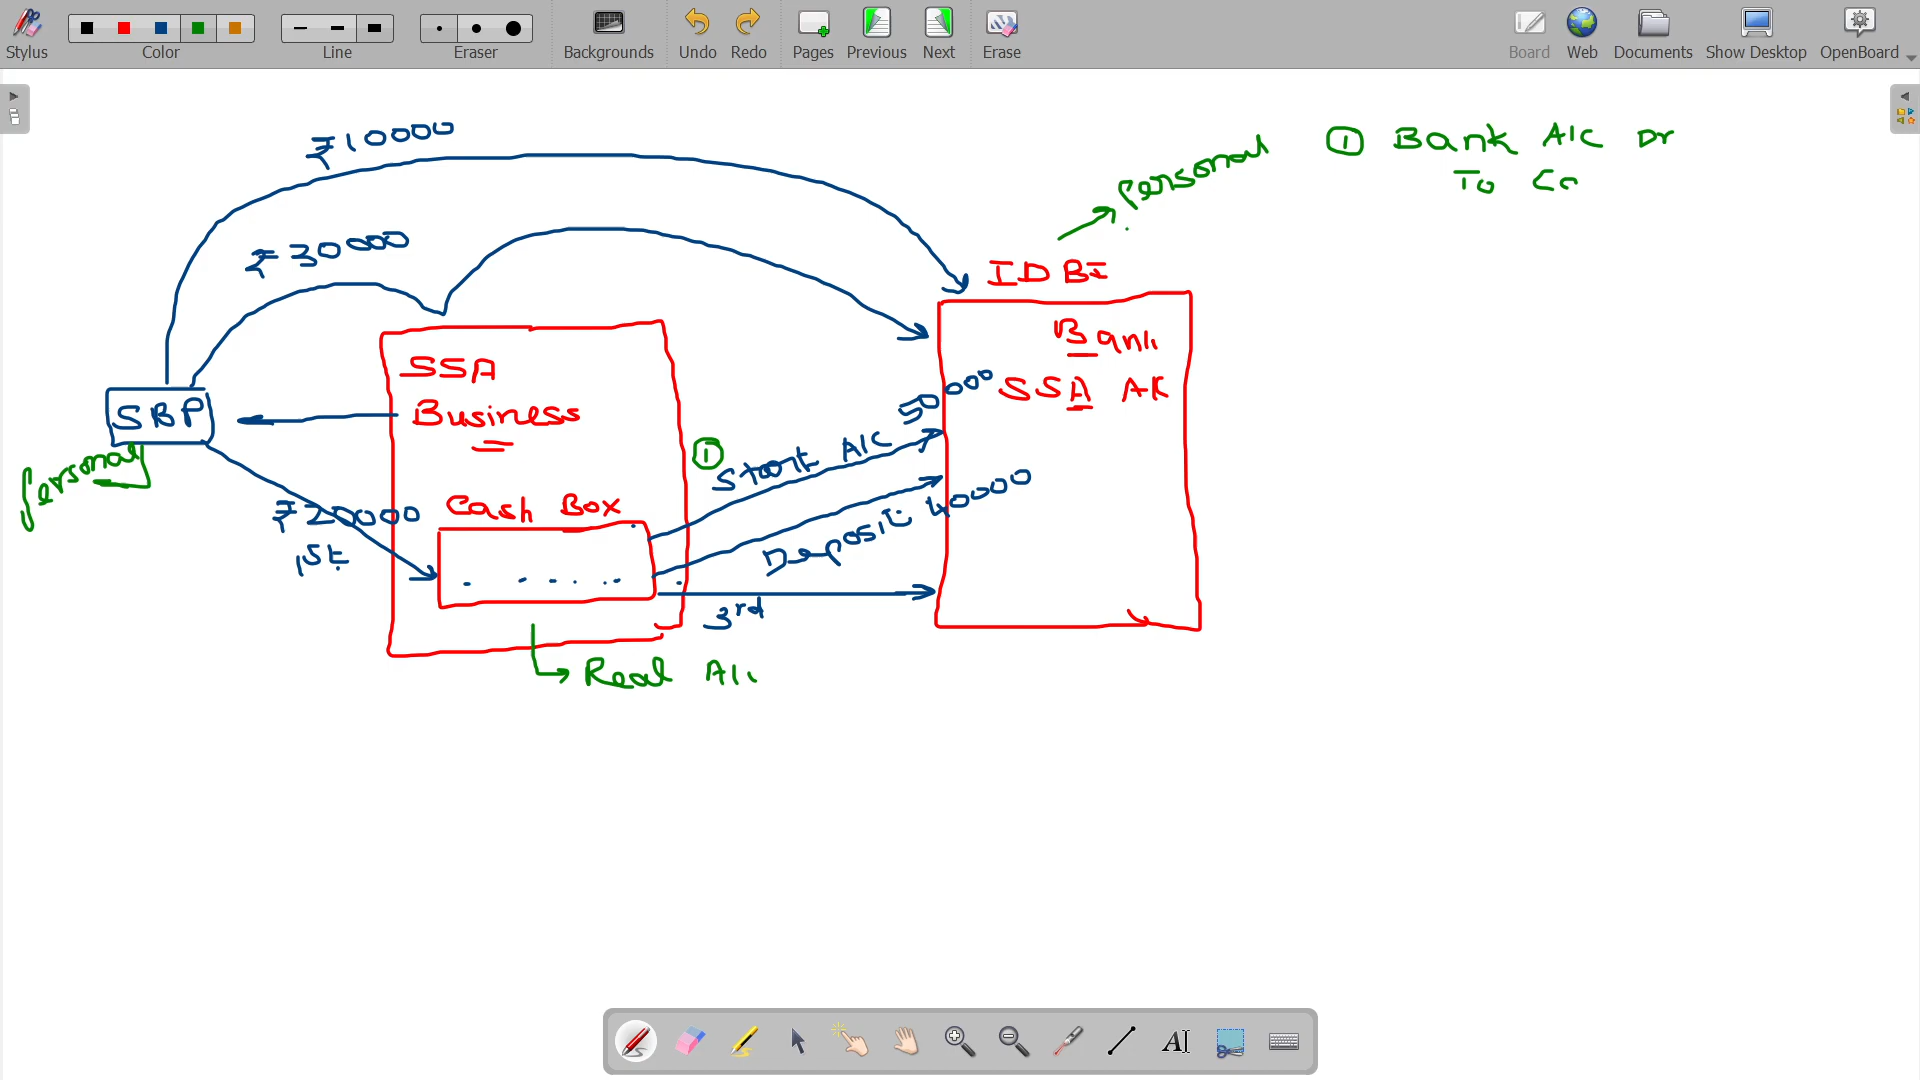 Stylus
Color
Line
Eraser
Backgrounds
Undo
Redo
Pages
Previous
Next
Erase
Board
Web
Documents
Show Desktop
OpenBoard
₹10000
① Bank A/C Dr
To Ca
Personal
₹30000
IDBI
Bank
SSA A/C
SSA
Business
SBP
Personal
①
Start A/C 50000
Cash Box
₹20000
1st
Deposit 40000
3rd
Real A/c